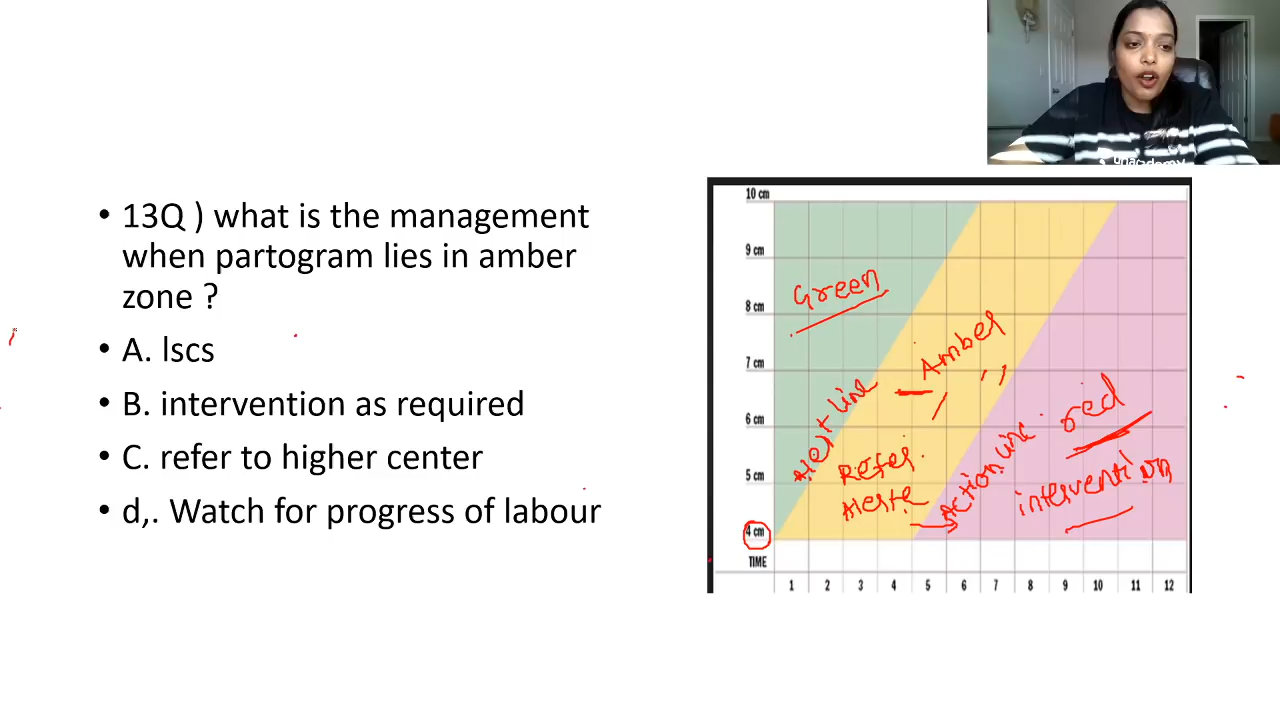 • 13Q ) what is the management
when partogram lies in amber
zone ?
• A. lscs
• B. intervention as required
• C. refer to higher center
• d,. Watch for progress of labour
unacademy
10 cm
9 cm
8 cm
7 cm
6 cm
5 cm
4 cm
TIME
1 2 3 4 5 6 7 8 9 10 11 12
Green
Amber
Alert line
Refer
Action line
red
intervention